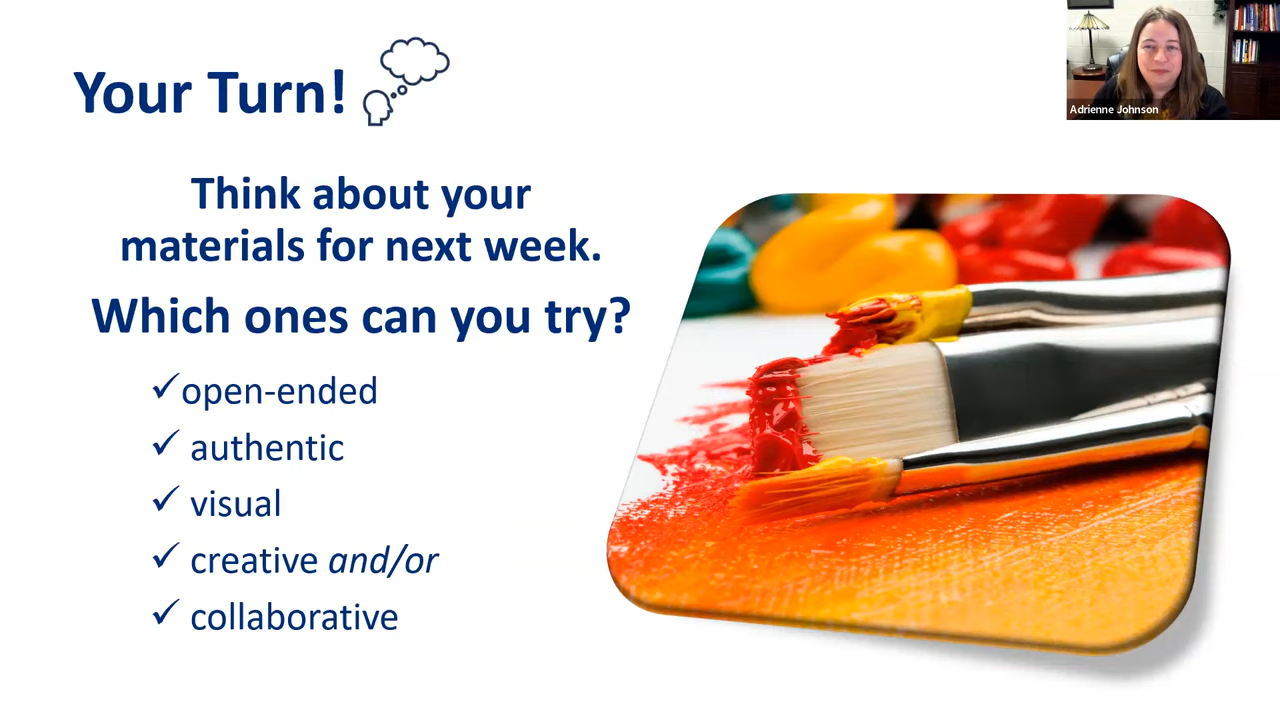 Your Turn!
Think about your
materials for next week.
Which ones can you try?
✓open-ended
✓ authentic
✓ visual
✓ creative and/or
✓ collaborative
Adrienne Johnson